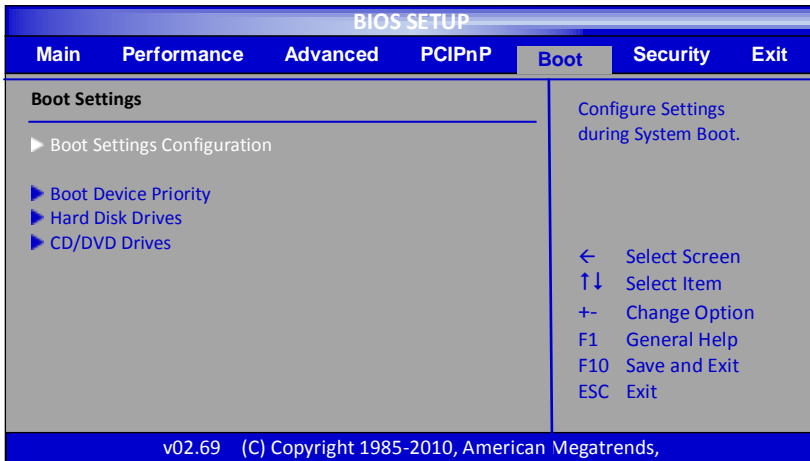 BIOS SETUP
Main Performance Advanced PCIPnP Boot Security Exit
Boot Settings
Boot Settings Configuration
Boot Device Priority
Hard Disk Drives
CD/DVD Drives
Configure Settings
during System Boot.
← Select Screen
↑↓ Select Item
+- Change Option
F1 General Help
F10 Save and Exit
ESC Exit
v02.69 (C) Copyright 1985-2010, American Megatrends,